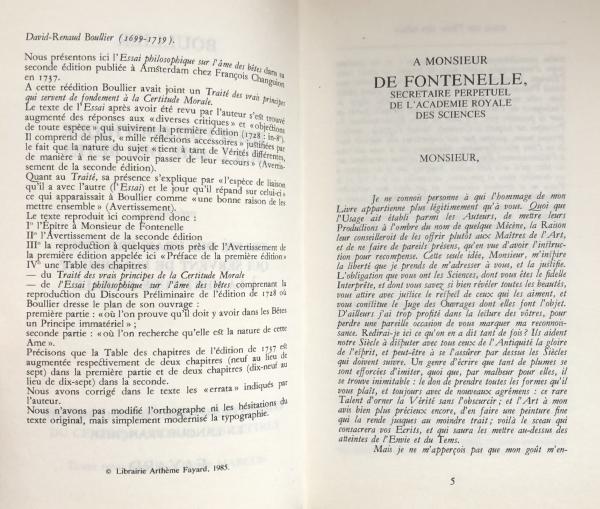 David-Renaud Boullier (1699-1759).
Nous présentons ici l'Essai philosophique sur l'âme des bêtes dans sa
seconde édition publiée à Amsterdam chez François Changuion
en 1737.
A cette réédition Boullier avait joint un Traité des vrais principes
qui servent de fondement à la Certitude Morale.
Le texte de l'Essai après avoir été revu par l'auteur s'est trouvé
augmenté des réponses aux «diverses critiques» et «objections
de toute espèce» qui suivirent la première édition (1728 : in-8°).
Il comprend de plus, «mille réflexions accessoires» justifiées par
le fait que la nature du sujet «tient à tant de Vérités différentes,
de manière à ne se pouvoir passer de leur secours» (Avertis-
sement de la seconde édition).
Quant au Traité, sa présence s'explique par «l'espèce de liaison
qu'il a avec l'autre (l'Essai) et le jour qu'il répand sur celui-ci»
ce qui apparaissait à Boullier comme «une bonne raison de les
mettre ensemble» (Avertissement).
Le texte reproduit ici comprend donc :
I° l'Épitre à Monsieur de Fontenelle
II° l'Avertissement de la seconde édition
III° la reproduction à quelques mots près de l'Avertissement de
la première édition appelée ici «Préface de la première édition»
IV° une Table des chapitres
— du Traité des vrais principes de la Certitude Morale
— de l'Essai philosophique sur l'âme des bêtes comprenant la
reproduction du Discours Préliminaire de l'édition de 1728 où
Boullier dresse le plan de son ouvrage :
première partie : «où l'on prouve qu'il doit y avoir dans les Bêtes
un Principe immatériel» ;
seconde partie : «où l'on recherche qu'elle est la nature de cette
Ame».
Précisons que la Table des chapitres de l'édition de 1737 est
augmentée respectivement de deux chapitres (neuf au lieu de
sept) dans la première partie et de deux chapitres (dix-neuf au
lieu de dix-sept) dans la seconde.
Nous avons corrigé dans le texte les «errata» indiqués par
l'auteur.
Nous n'avons pas modifié l'orthographe ni les hésitations du
texte original, mais simplement modernisé la typographie.
© Librairie Arthème Fayard, 1985.
A MONSIEUR
DE FONTENELLE,
SECRETAIRE PERPETUEL
DE L'ACADEMIE ROYALE
DES SCIENCES
MONSIEUR,
Je ne connois personne à qui l'hommage de mon
Livre appartienne plus légitimement qu'à vous. Quoi que
l'Usage ait établi parmi les Auteurs, de mettre leurs
Productions à l'ombre du nom de quelque Mécène, la Raison
leur conseilleroit de les offrir plutôt aux Maîtres de l'Art,
et de ne faire de pareils présens, qu'en vue d'avoir l'instruc-
tion pour recompense. Cette seule idée, Monsieur, m'inspire
la liberté que je prends de m'adresser à vous, et la justifie.
L'obligation que vous ont les Sciences, dont vous êtes le fidelle
Interprète, et dont vous savez si bien révéler toutes les beautés,
vous attire avec justice le respect de ceux qui les aiment, et
vous constitue le Juge des Ouvrages dont elles font l'objet.
D'ailleurs j'ai trop profité dans la lecture des vôtres, pour
perdre une pareille occasion de vous marquer ma reconnois-
sance. Redirai-je ici ce qu'on en a dit tant de fois? Ils aident
notre Siècle à disputer avec tous ceux de l'Antiquité la gloire
de l'esprit, et peut-être à se l'assurer par dessus les Siècles
qui doivent suivre. Un genre d'écrire que tant de plumes se
sont efforcées d'imiter, quoi que, par malheur pour elles, il
se trouve inimitable : le don de prendre toutes les formes qu'il
vous plaît, et toujours avec de nouveaux agrémens : ce rare
Talent d'orner la Vérité sans l'obscurcir ; et l'Art à mon
avis bien plus précieux encore, d'en faire une peinture fine
qui la rende jusques au moindre trait ; voilà le sceau qui
consacrera vos Ecrits, et qui saura les mettre au-dessus des
atteintes de l'Envie et du Tems.
Mais je ne m'apperçois pas que mon goût m'en-
5